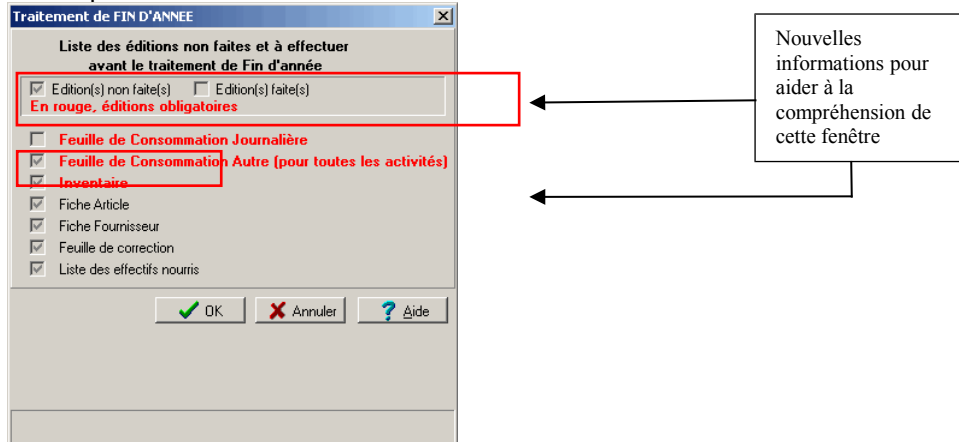 Traitement de FIN D'ANNEE
Liste des éditions non faites et à effectuer
avant le traitement de Fin d'année
Edition(s) non faite(s) Edition(s) faite(s)
En rouge, éditions obligatoires
Feuille de Consommation Journalière
Feuille de Consommation Autre (pour toutes les activités)
Inventaire
Fiche Article
Fiche Fournisseur
Feuille de correction
Liste des effectifs nourris
OK Annuler Aide
Nouvelles
informations pour
aider à la
compréhension de
cette fenêtre